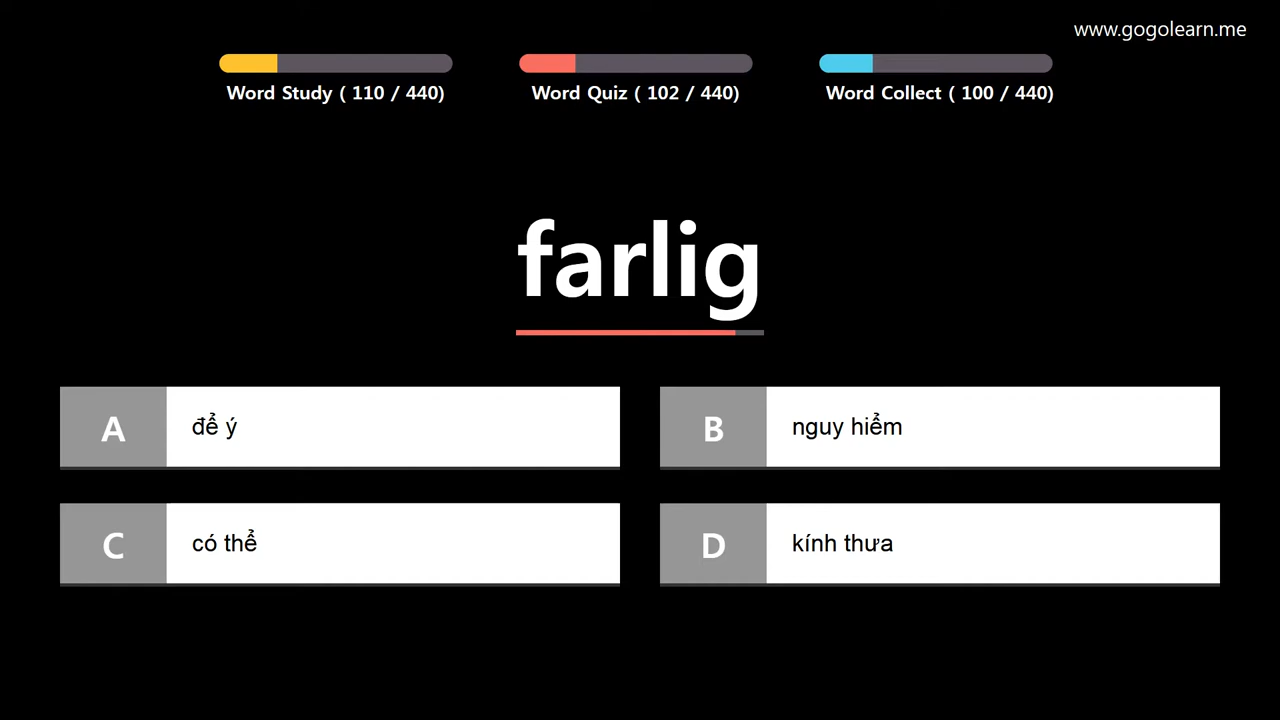 www.gogolearn.me
Word Study ( 110 / 440)
Word Quiz ( 102 / 440)
Word Collect ( 100 / 440)
farlig
A
để ý
B
nguy hiểm
C
có thể
D
kính thưa